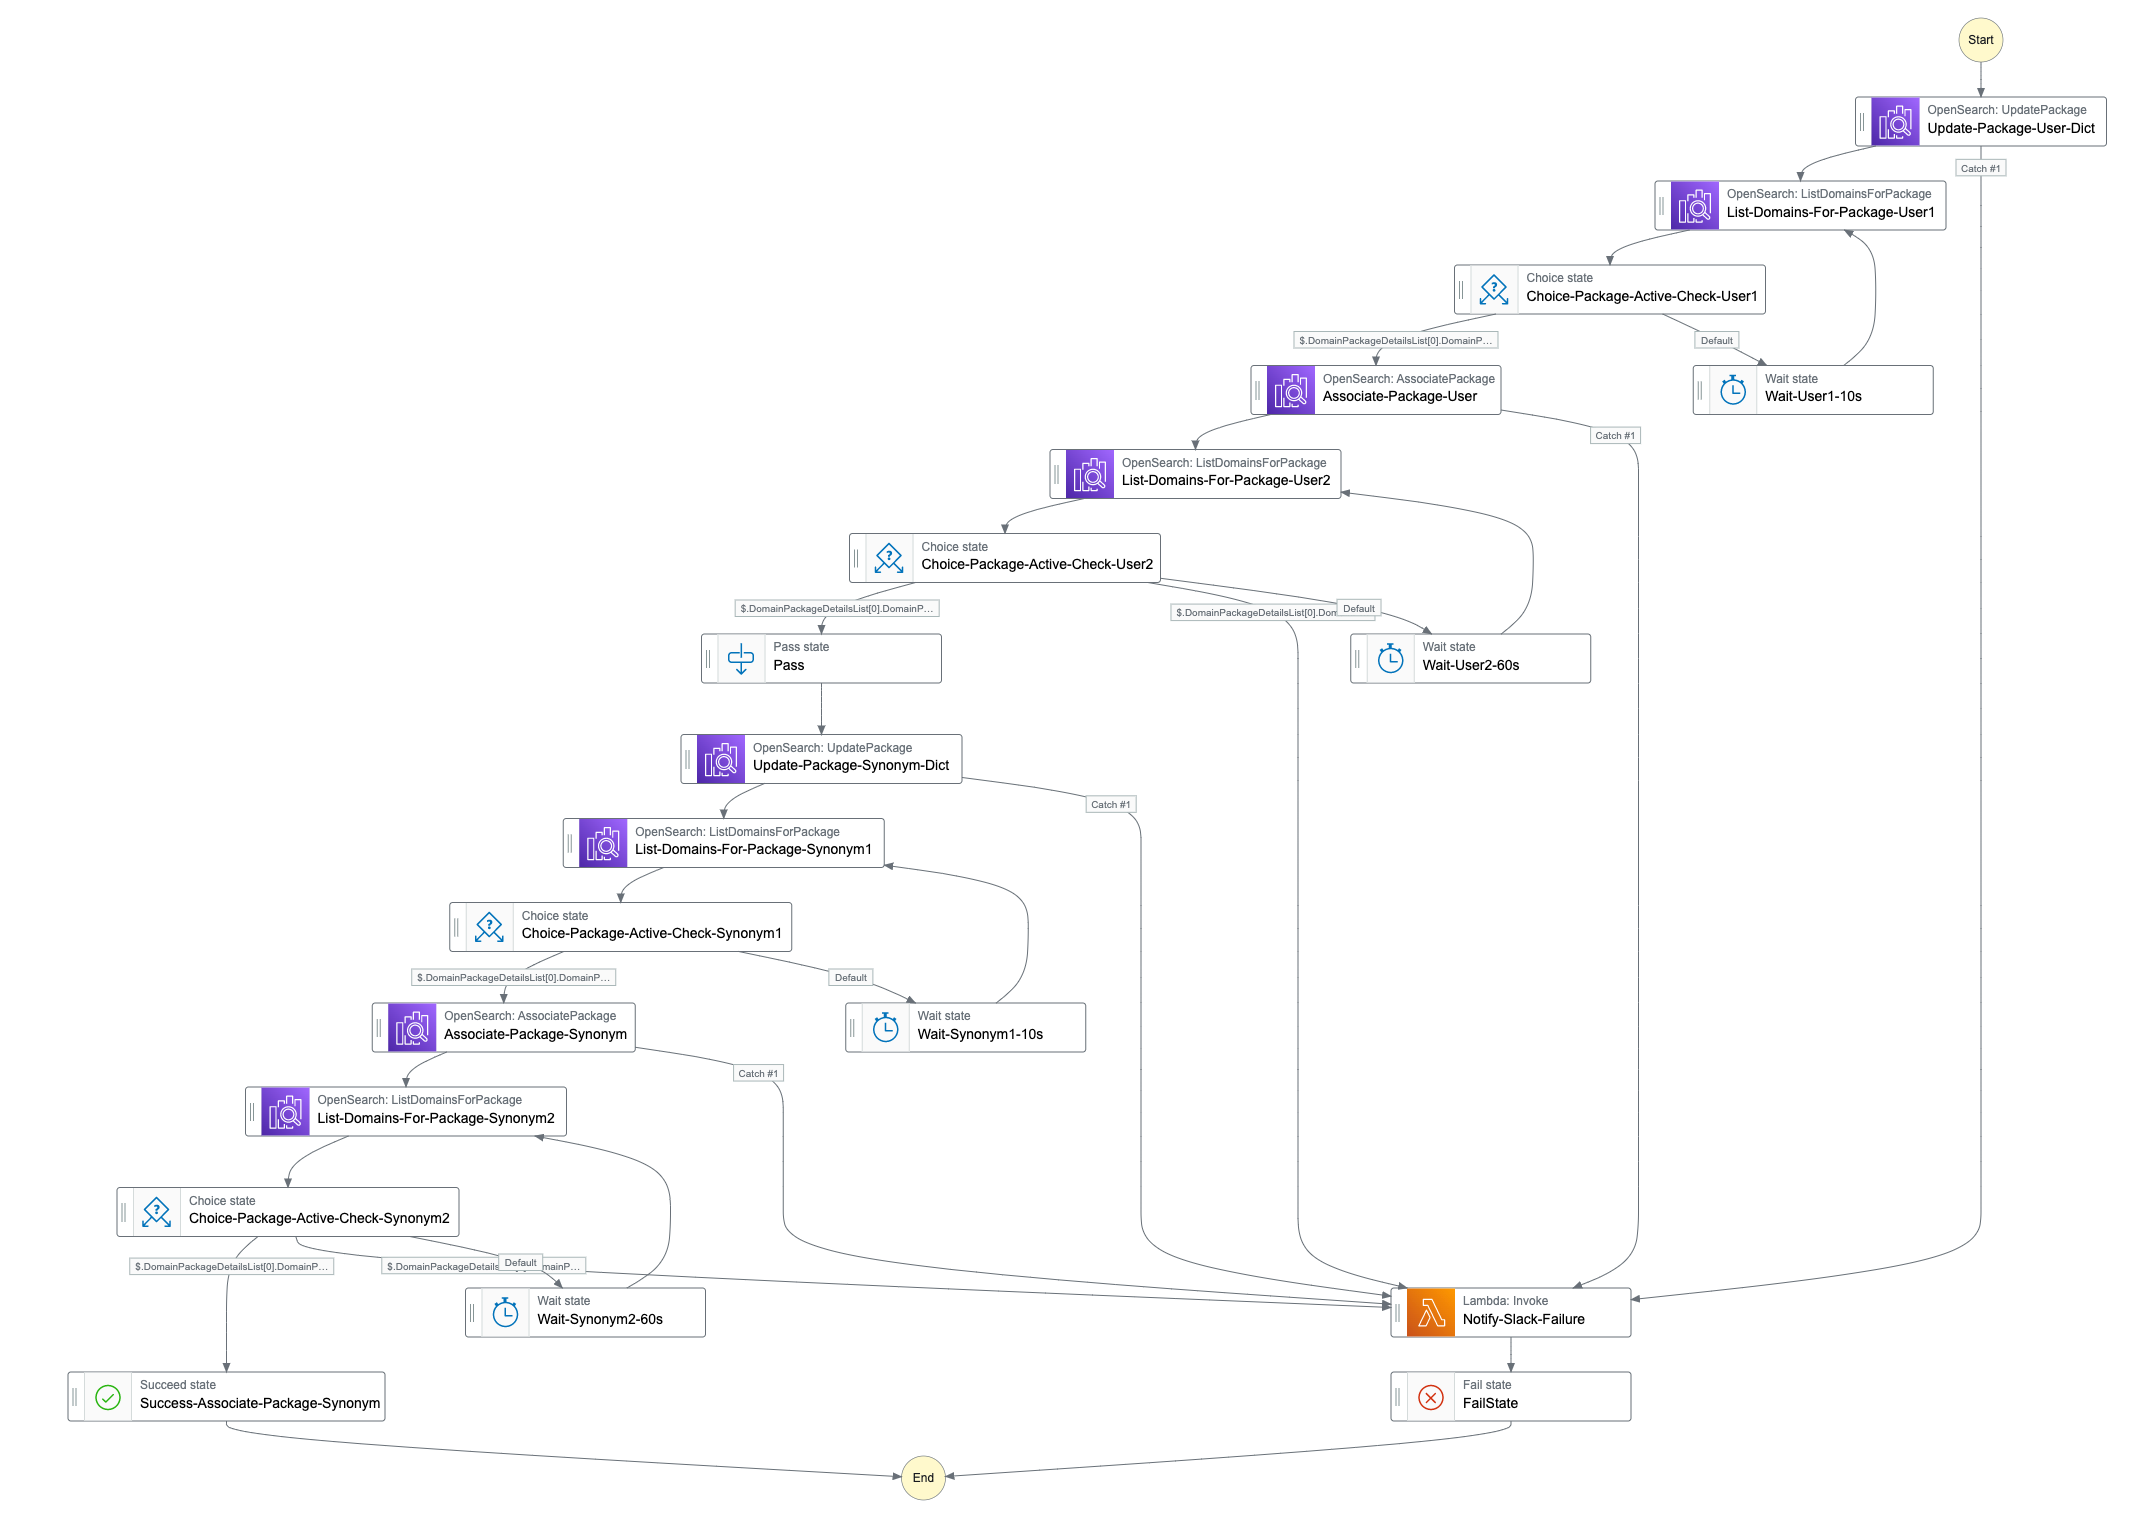 Start
OpenSearch: UpdatePackage
Update-Package-User-Dict
Catch #1
OpenSearch: ListDomainsForPackage
List-Domains-For-Package-User1
Choice state
Choice-Package-Active-Check-User1
$.DomainPackageDetailsList[0].DomainP...
Default
OpenSearch: AssociatePackage
Associate-Package-User
Wait state
Wait-User1-10s
Catch #1
OpenSearch: ListDomainsForPackage
List-Domains-For-Package-User2
Choice state
Choice-Package-Active-Check-User2
$.DomainPackageDetailsList[0].DomainP...
$.DomainPackageDetailsList[0].Dom
Default
Pass state
Pass
Wait state
Wait-User2-60s
OpenSearch: UpdatePackage
Update-Package-Synonym-Dict
Catch #1
OpenSearch: ListDomainsForPackage
List-Domains-For-Package-Synonym1
Choice state
Choice-Package-Active-Check-Synonym1
$.DomainPackageDetailsList[0].DomainP...
Default
OpenSearch: AssociatePackage
Associate-Package-Synonym
Wait state
Wait-Synonym1-10s
Catch #1
OpenSearch: ListDomainsForPackage
List-Domains-For-Package-Synonym2
Choice state
Choice-Package-Active-Check-Synonym2
$.DomainPackageDetailsList[0].DomainP...
$.DomainPackageDetails
Default
mainP...
Wait state
Wait-Synonym2-60s
Lambda: Invoke
Notify-Slack-Failure
Succeed state
Success-Associate-Package-Synonym
Fail state
FailState
End